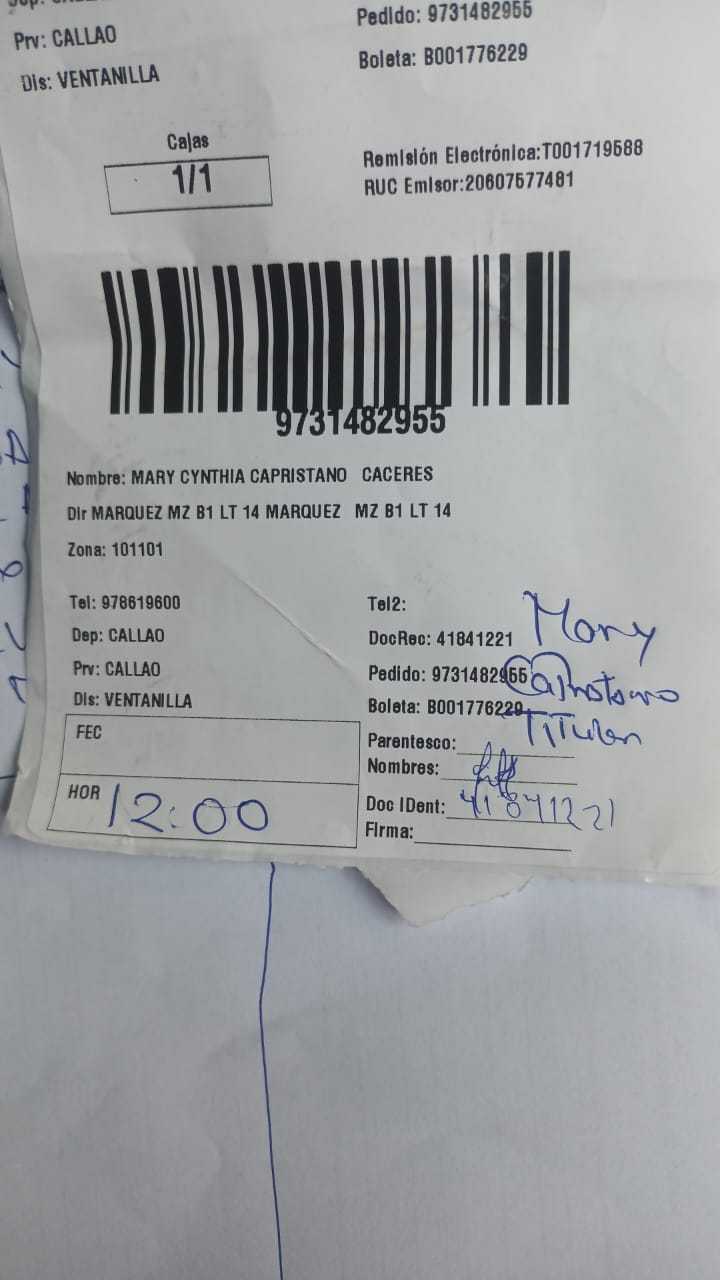 Pedido: 9731482955
Prv: CALLAO
Boleta: B001776229
Dis: VENTANILLA
Cajas
1/1
Remisión Electrónica:T001719588
RUC Emisor:20607577481
9731482955
Nombre: MARY CYNTHIA CAPRISTANO CACERES
Dir MARQUEZ MZ B1 LT 14 MARQUEZ MZ B1 LT 14
Zona: 101101
Tel: 978619600
Tel2:
Dep: CALLAO
DocRec: 41841221
Mary
Prv: CALLAO
Pedido: 9731482955
Capristano
Dis: VENTANILLA
Boleta: B001776229
Titular
FEC
Parentesco:
Nombres:
HOR 12:00
Doc IDent: 41841221
Firma: